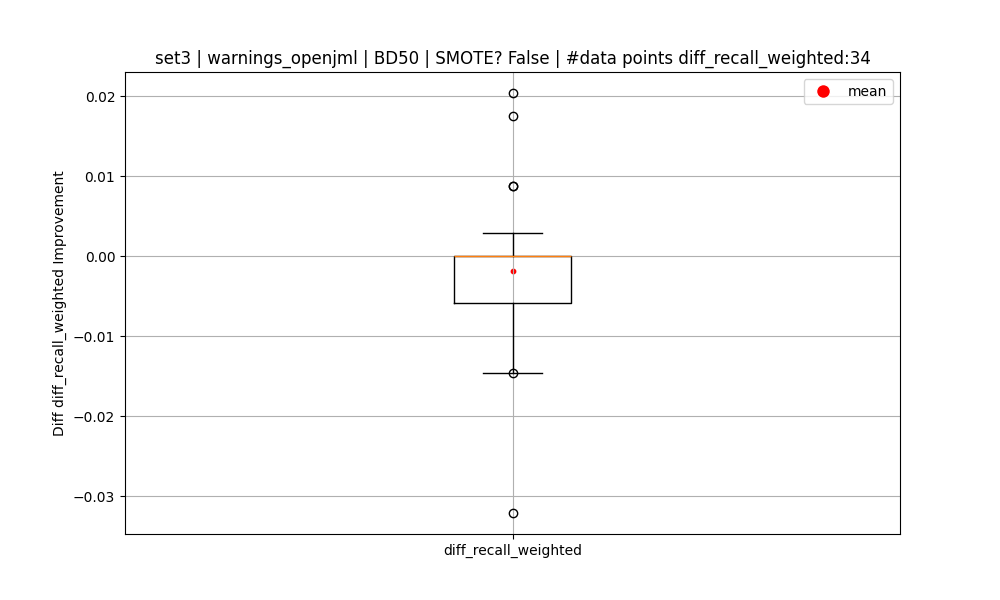 set3 | warnings_openjml | BD50 | SMOTE? False | #data points diff_recall_weighted:34
mean
Diff diff_recall_weighted Improvement
0.02
0.01
0.00
−0.01
−0.02
−0.03
diff_recall_weighted